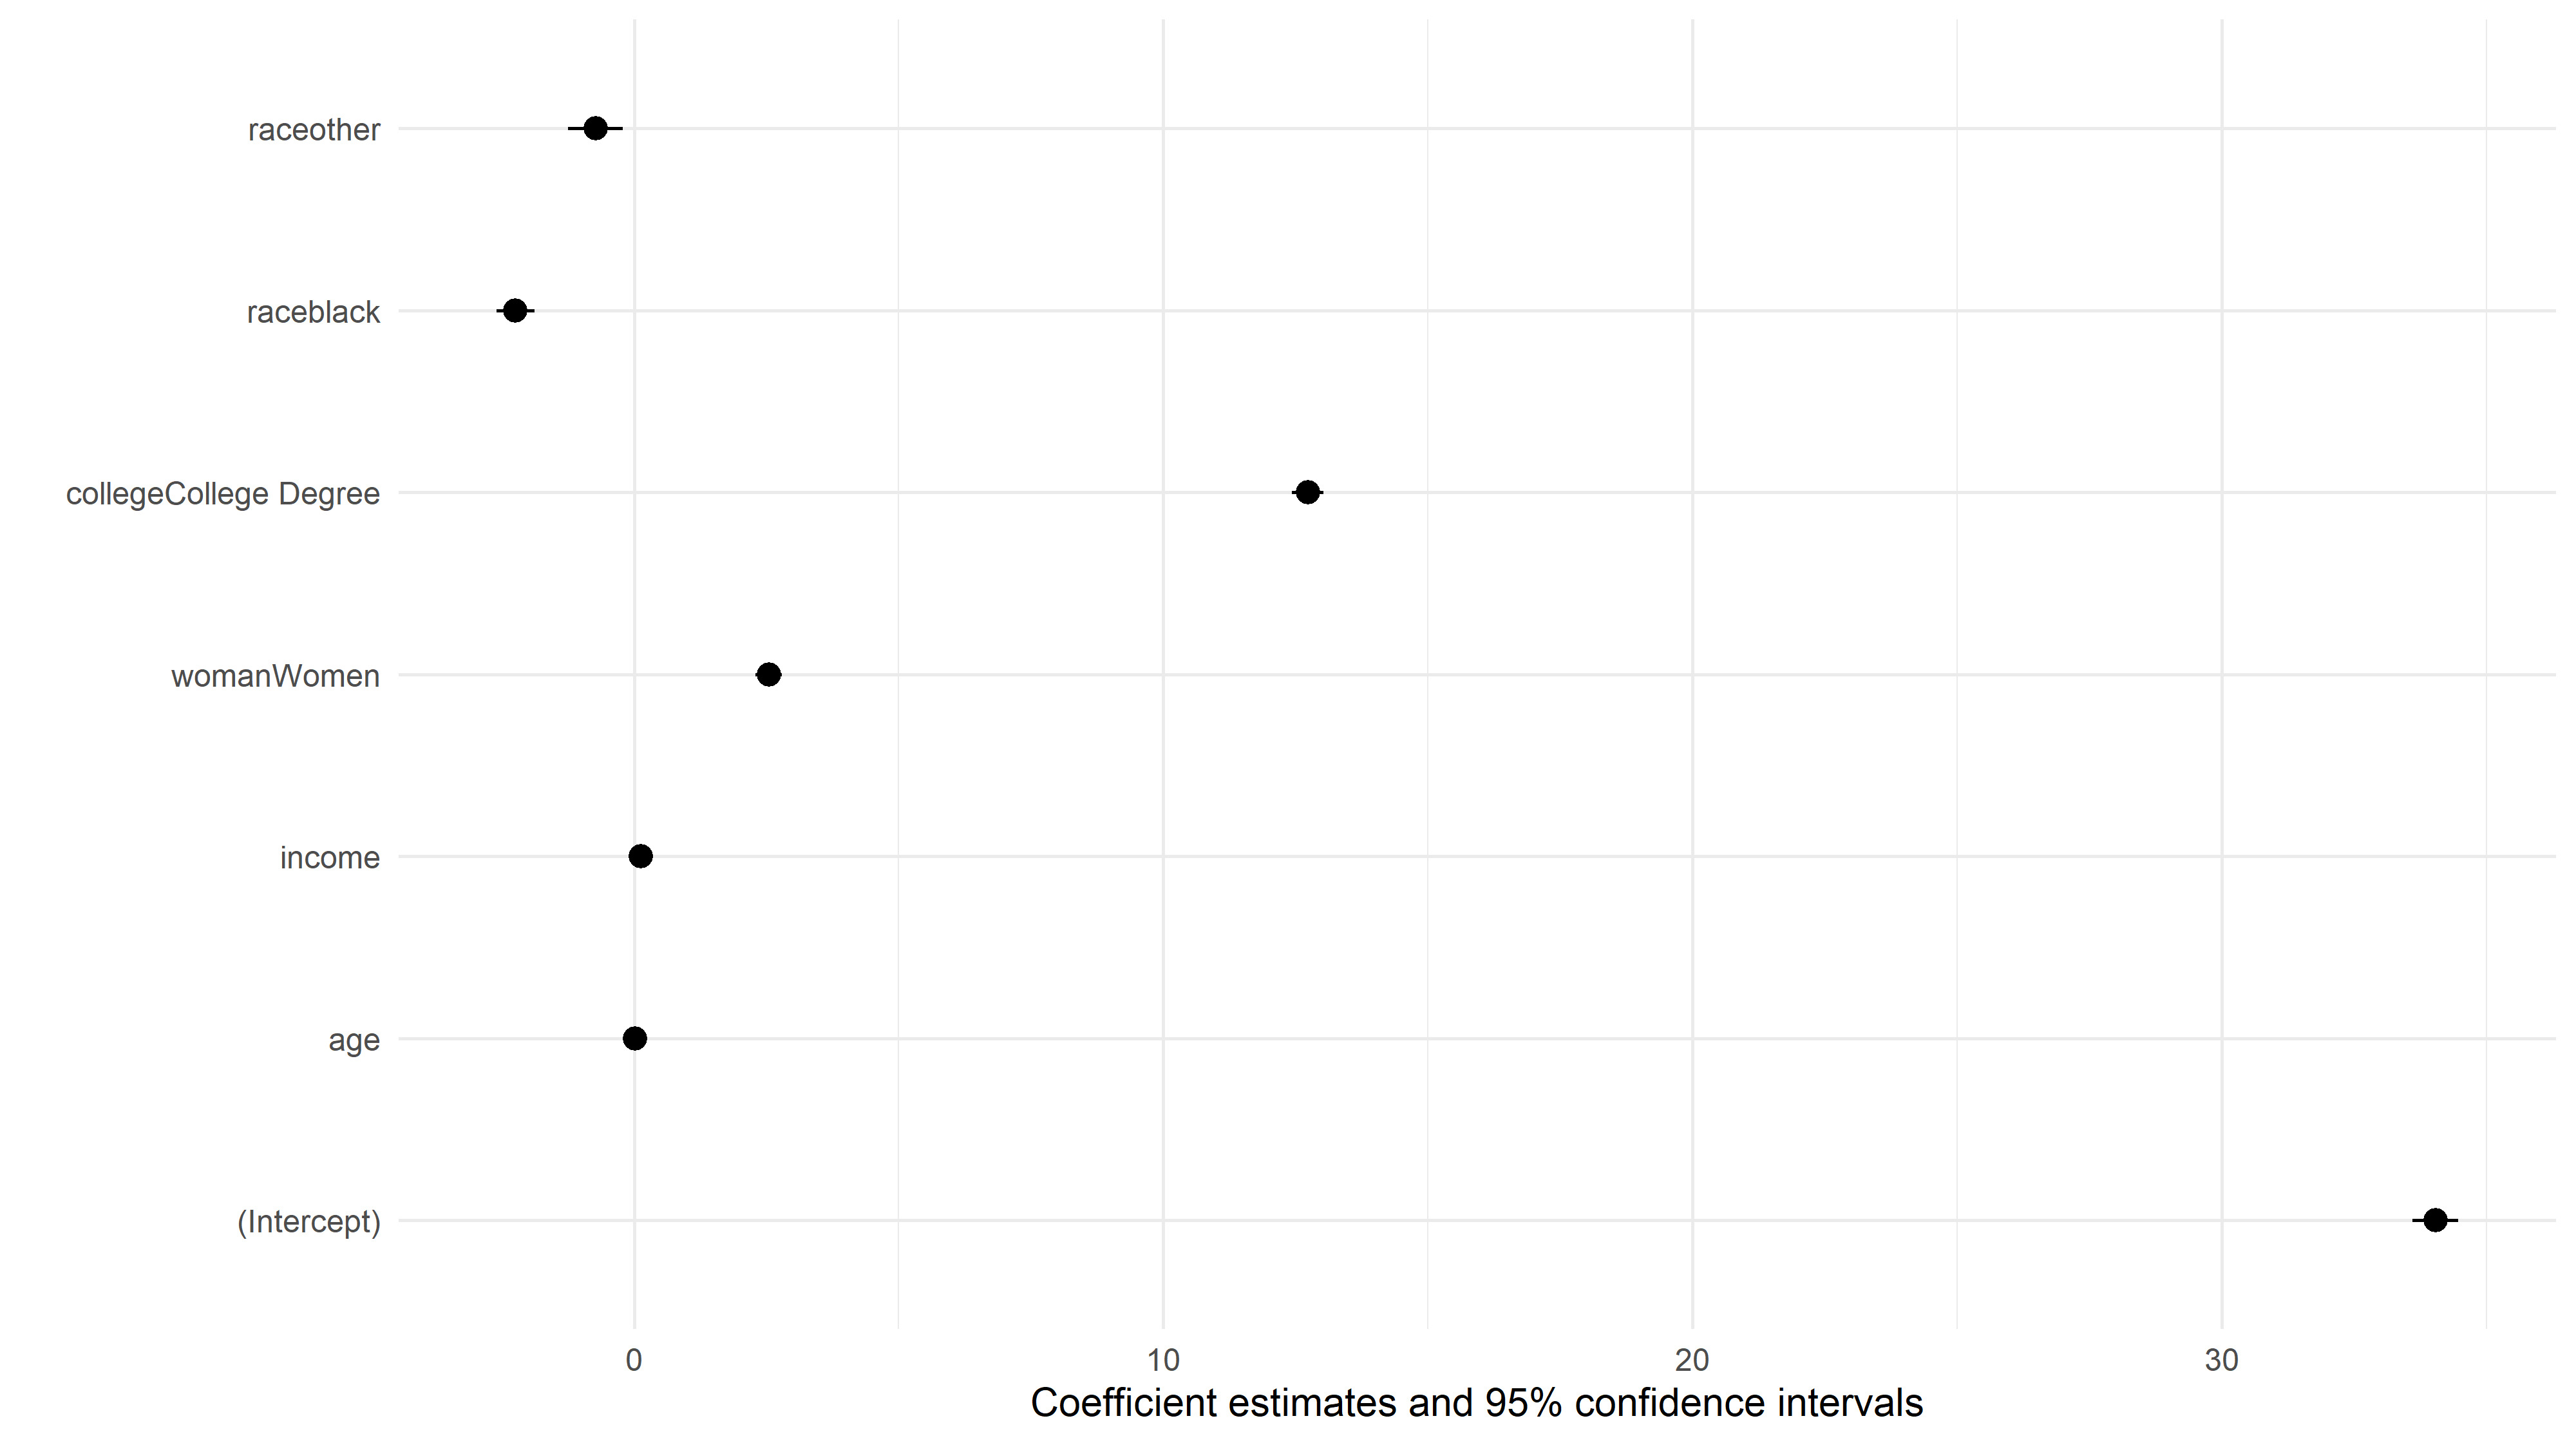 raceother
raceblack
collegeCollege Degree
womanWomen
income
age
(Intercept)
0 10 20 30
Coefficient estimates and 95% confidence intervals